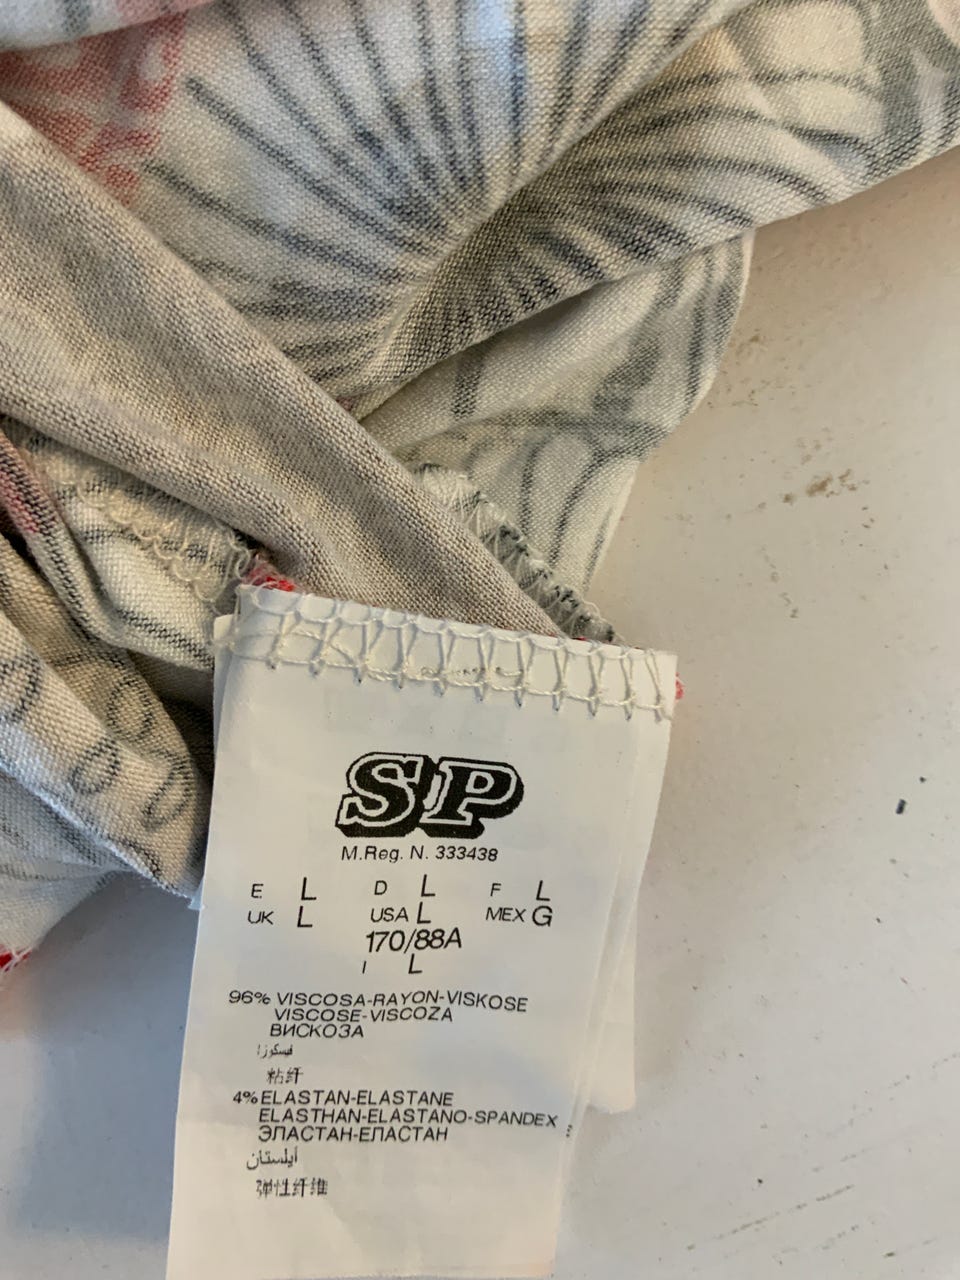 SP
M.Reg. N. 333438
E L D L F L
UK L USA L MEX G
170/88A
I L
96% VISCOSA-RAYON-VISKOSE
VISCOSE-VISCOZA
ВИСКОЗА
فيسكوزا
粘纤
4% ELASTAN-ELASTANE
ELASTHAN-ELASTANO-SPANDEX
ЭЛАСТАН-ЕЛАСТАН
أيلستان
弹性纤维